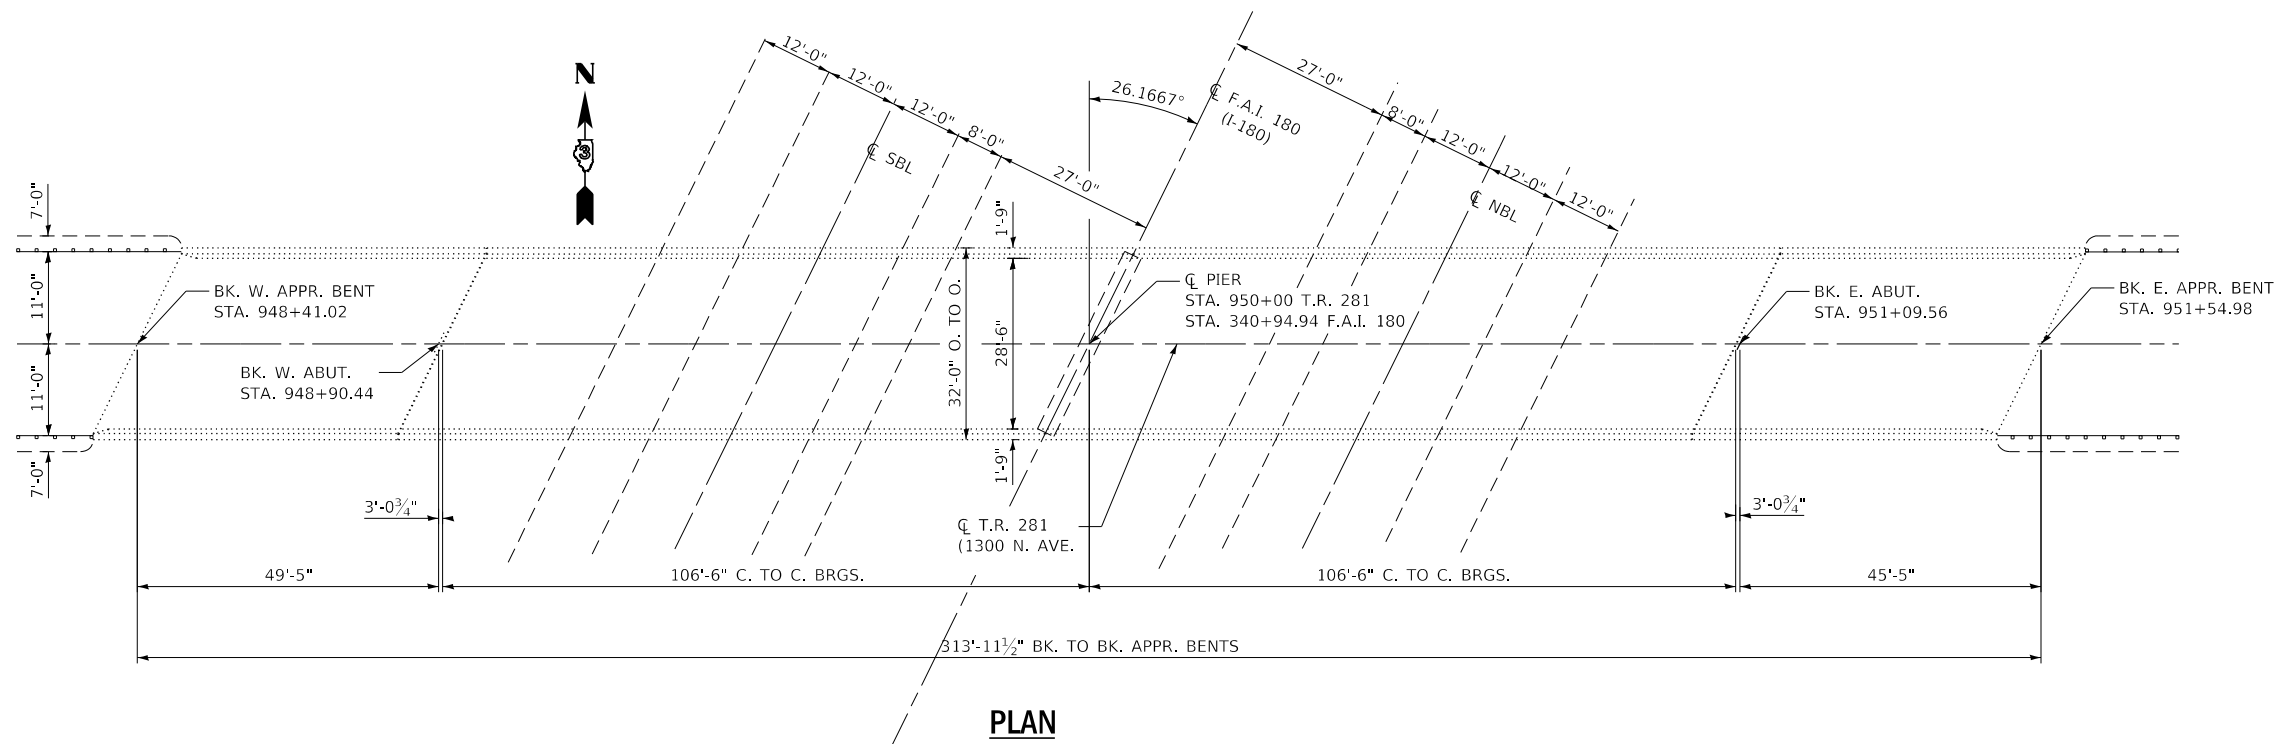 12'-0"
12'-0"
12'-0"
8'-0"
27'-0"
℄ SBL
N
3
26.1667°
℄ F.A.I. 180
(I-180)
27'-0"
8'-0"
12'-0"
12'-0"
12'-0"
℄ NBL
7'-0"
11'-0"
11'-0"
7'-0"
BK. W. APPR. BENT
STA. 948+41.02
BK. W. ABUT.
STA. 948+90.44
1'-9"
32'-0" O. TO O.
28'-6"
1'-9"
℄ PIER
STA. 950+00 T.R. 281
STA. 340+94.94 F.A.I. 180
BK. E. ABUT.
STA. 951+09.56
BK. E. APPR. BENT
STA. 951+54.98
3'-0¾"
℄ T.R. 281
(1300 N. AVE.
3'-0¾"
49'-5"
106'-6" C. TO C. BRGS.
106'-6" C. TO C. BRGS.
45'-5"
313'-11½" BK. TO BK. APPR. BENTS
PLAN